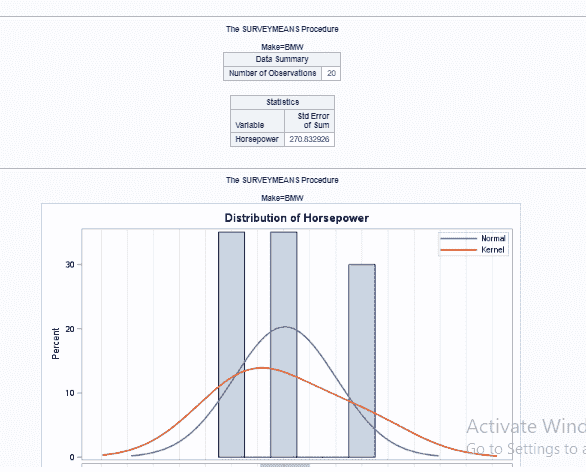 The SURVEYMEANS Procedure
Make=BMW
Data Summary
Number of Observations 20
Statistics
Variable Std Error of Sum
Horsepower 270.832926
The SURVEYMEANS Procedure
Make=BMW
Distribution of Horsepower
Normal
Kernel
30
20
10
0
Percent
Activate Wind
Go to Settings to a